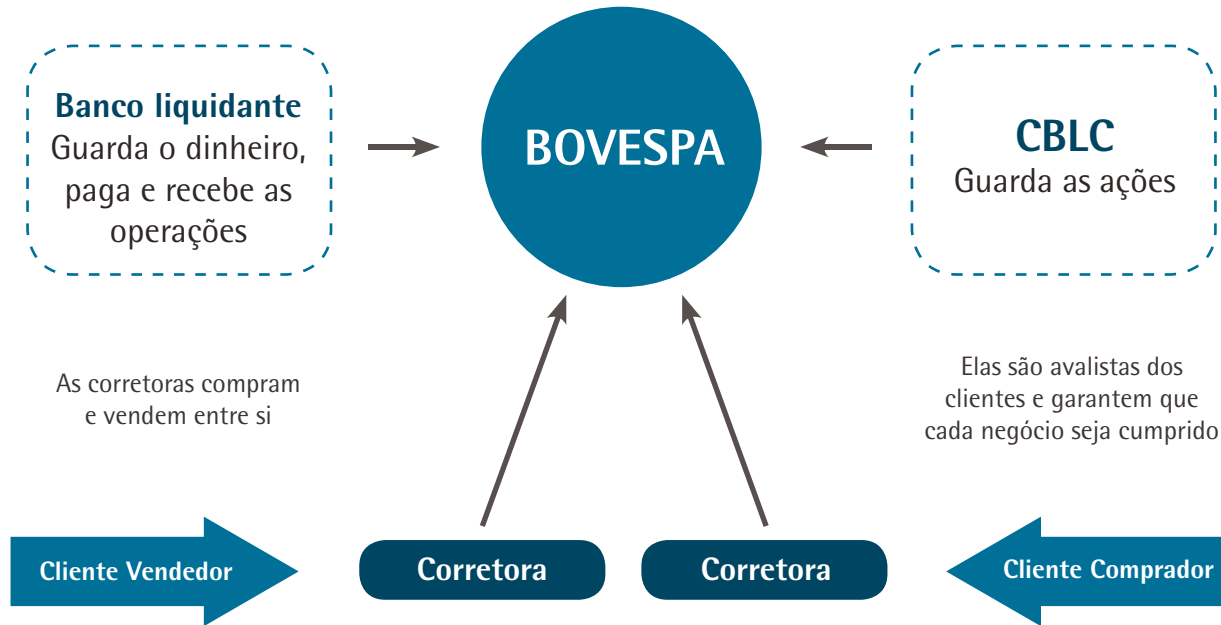 Banco liquidante
Guarda o dinheiro,
paga e recebe as
operações
BOVESPA
CBLC
Guarda as ações
As corretoras compram
e vendem entre si
Elas são avalistas dos
clientes e garantem que
cada negócio seja cumprido
Cliente Vendedor
Corretora
Corretora
Cliente Comprador